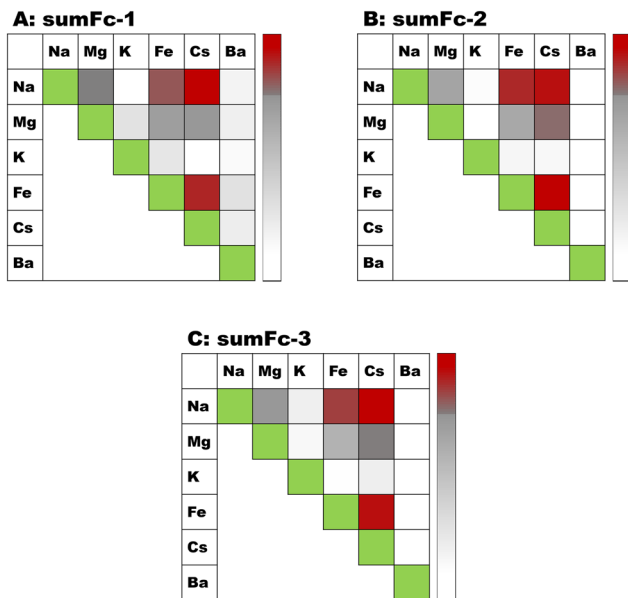 A: sumFc-1
Na Mg K Fe Cs Ba
Na
Mg
K
Fe
Cs
Ba
B: sumFc-2
Na Mg K Fe Cs Ba
Na
Mg
K
Fe
Cs
Ba
C: sumFc-3
Na Mg K Fe Cs Ba
Na
Mg
K
Fe
Cs
Ba